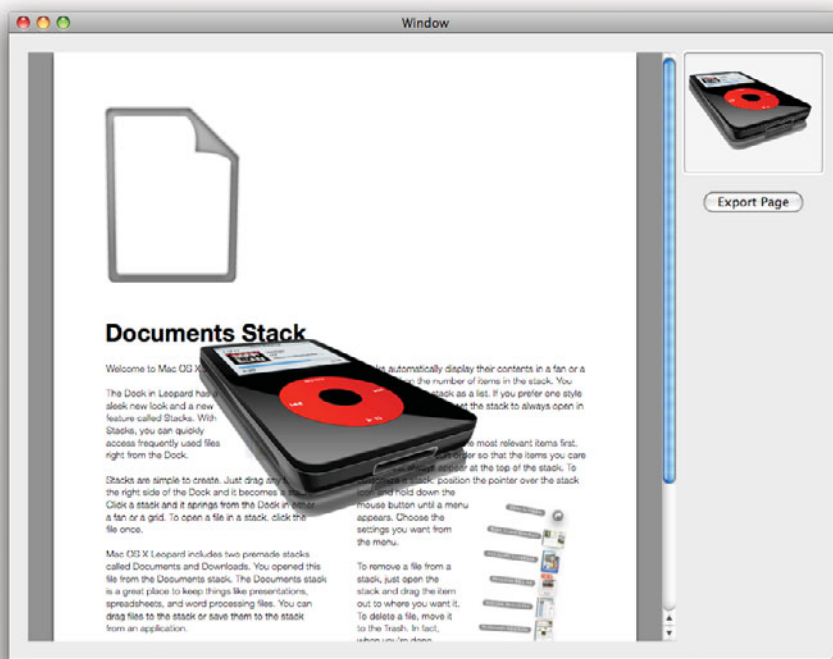 Window
Export Page
Documents Stack
Welcome to Mac OS X
The Dock in Leopard has a
sleek new look and a new
feature called Stacks. With
Stacks, you can quickly
access frequently used files
right from the Dock.
Stacks are simple to create. Just drag any
the right side of the Dock and it becomes a
Click a stack and it springs from the Dock in either
a fan or a grid. To open a file in a stack, click the
file once.
Mac OS X Leopard includes two premade stacks
called Documents and Downloads. You opened this
file from the Documents stack. The Documents stack
is a great place to keep things like presentations,
spreadsheets, and word processing files. You can
drag files to the stack or save them to the stack
from an application.
automatically display their contents in a fan or a
on the number of items in the stack. You
stack as a list. If you prefer one style
set the stack to always open in
most relevant items first.
order so that the items you care
always appear at the top of the stack. To
stack, position the pointer over the stack
icon and hold down the
mouse button until a menu
appears. Choose the
settings you want from
the menu.
To remove a file from a
stack, just open the
stack and drag the item
out to where you want it.
To delete a file, move it
to the Trash. In fact,
when you're done